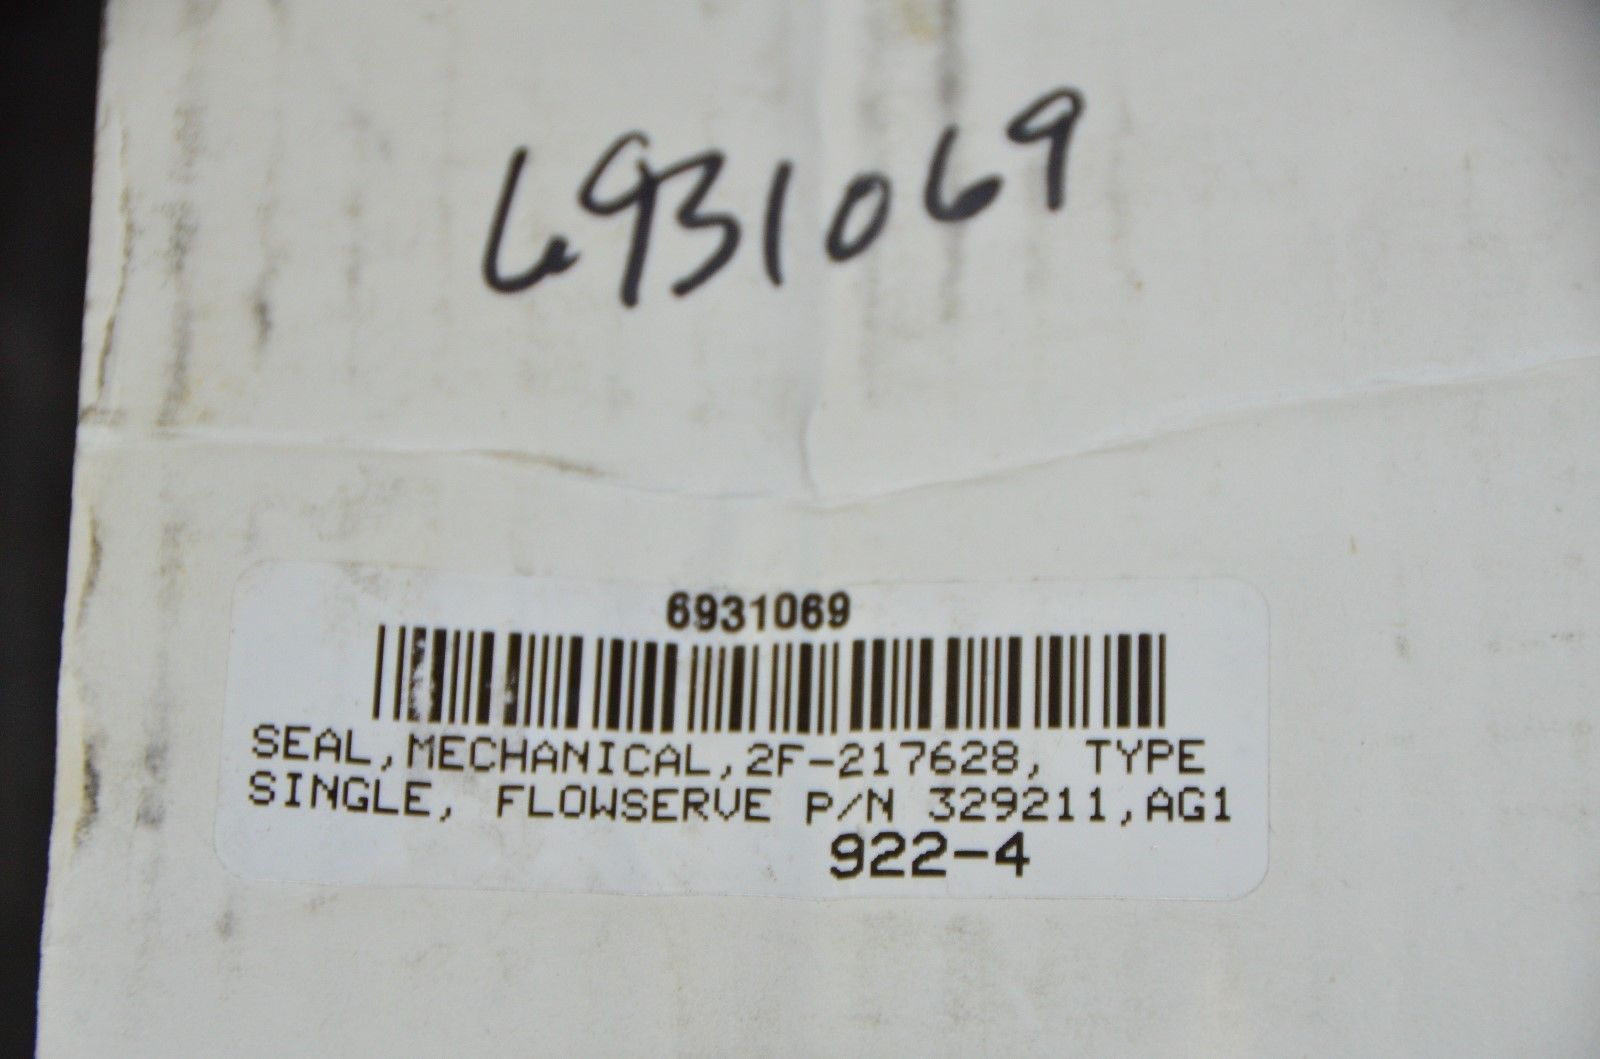 6931069
6931069
SEAL,MECHANICAL,2F-217628, TYPE
SINGLE, FLOWSERVE P/N 329211,AG1
922-4